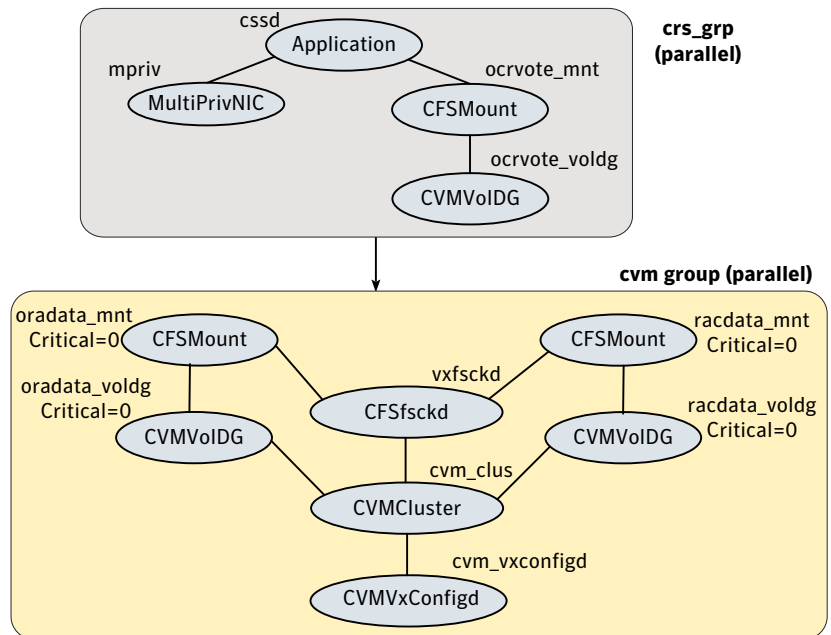 cssd
Application
crs_grp
(parallel)
mpriv
MultiPrivNIC
ocrvote_mnt
CFSMount
ocrvote_voldg
CVMVolDG
cvm group (parallel)
oradata_mnt
Critical=0
CFSMount
CFSMount
racdata_mnt
Critical=0
oradata_voldg
Critical=0
vxfsckd
CFSfsckd
racdata_voldg
Critical=0
CVMVolDG
CVMVolDG
cvm_clus
CVMCluster
cvm_vxconfigd
CVMVxConfigd